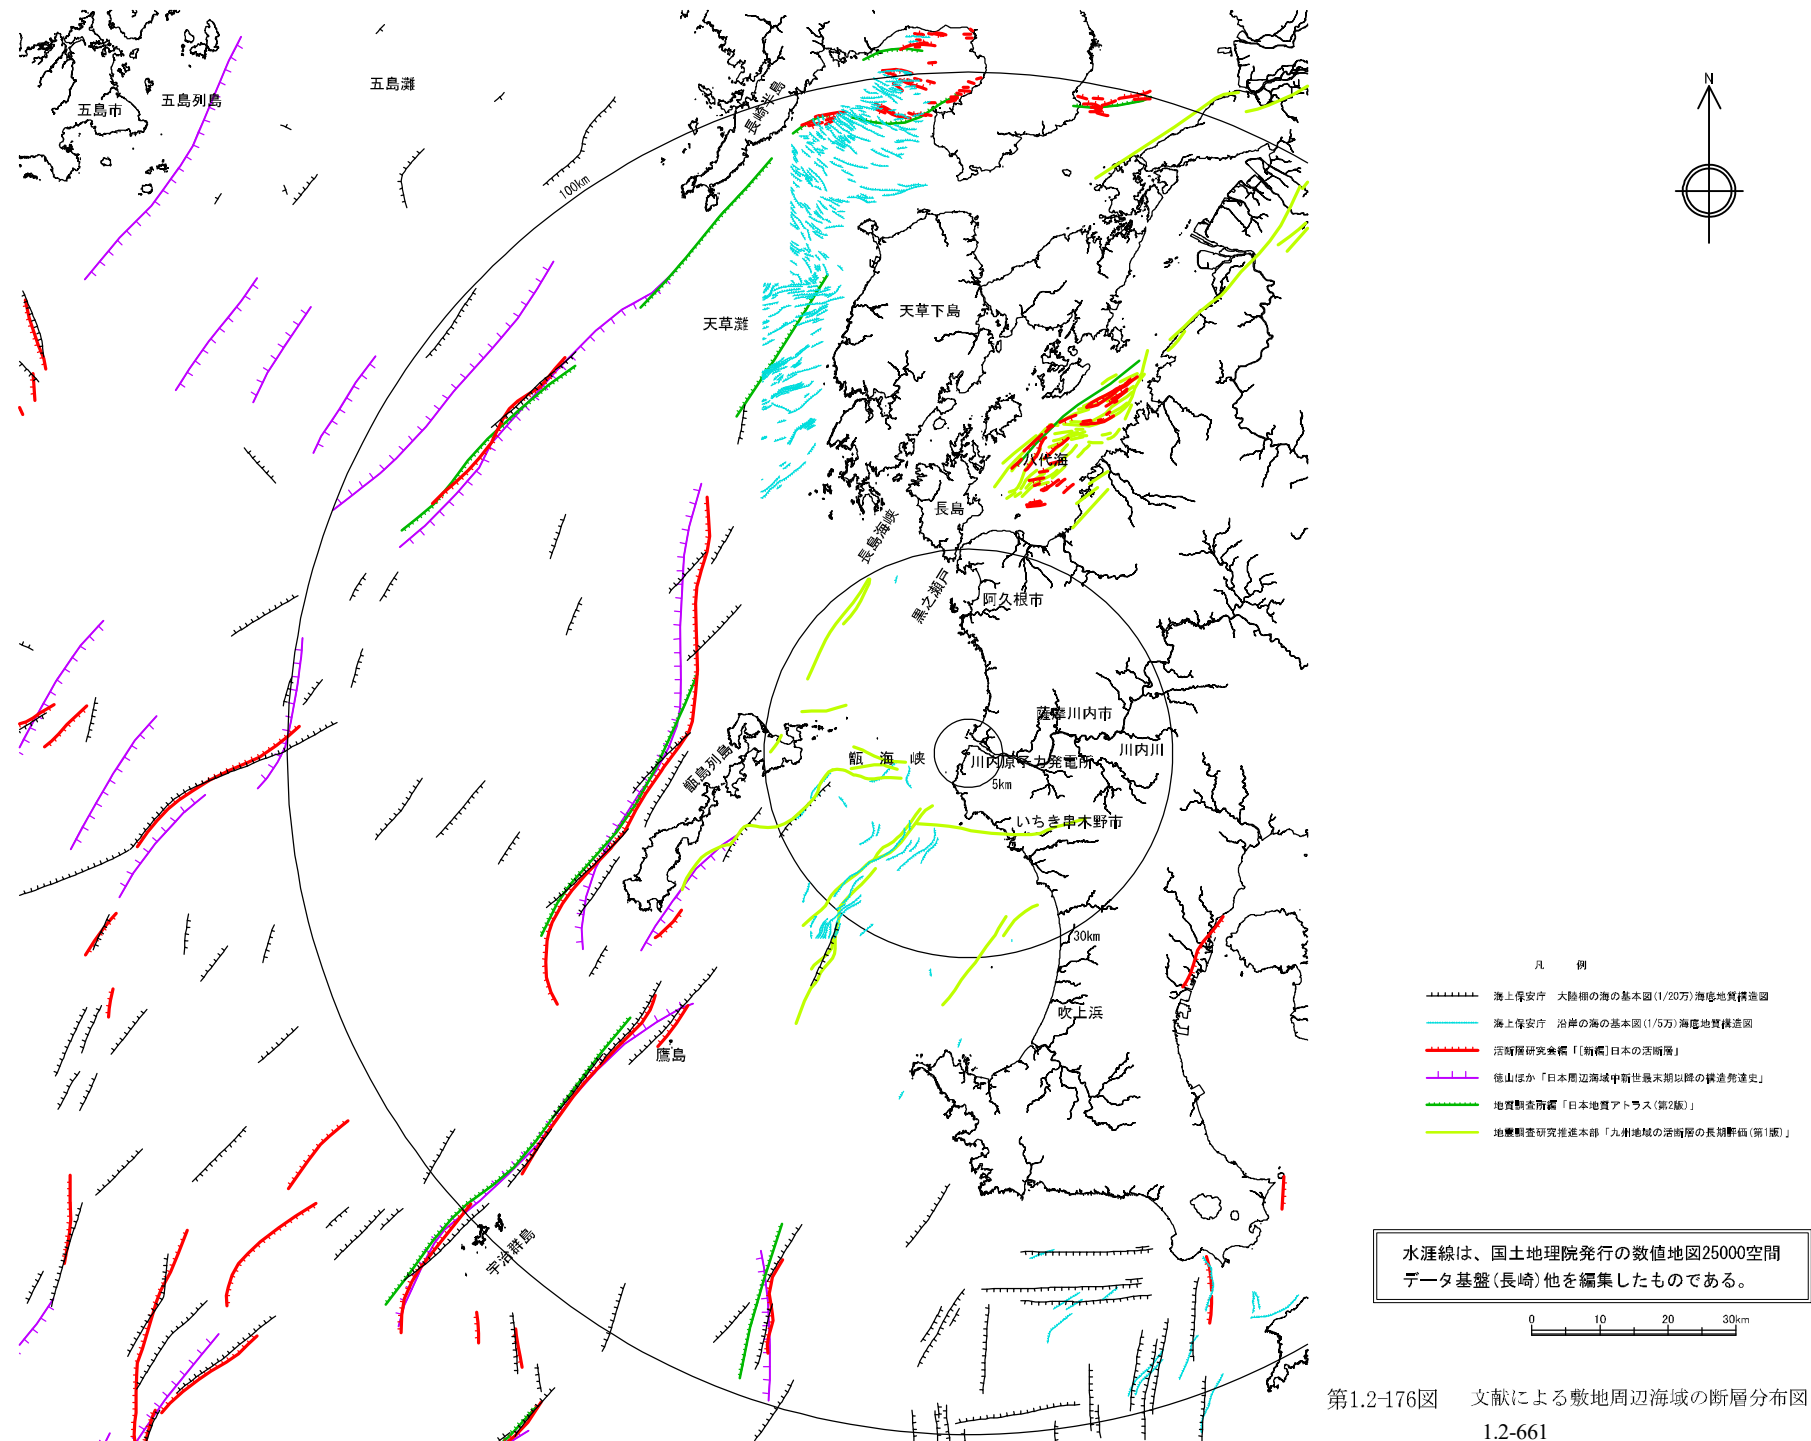 五島灘
五島列島
五島市
長崎半島
100km
天草灘
天草下島
八代海
長島
長島海峡
黒之瀬戸
阿久根市
薩摩川内市
川内川
甑島列島
甑海峡
川内原子力発電所
5km
いちき串木野市
30km
吹上浜
鷹島
宇治群島
N
凡例
海上保安庁 大陸棚の海の基本図(1/20万)海底地質構造図
海上保安庁 沿岸の海の基本図(1/5万)海底地質構造図
活断層研究会編「[新編]日本の活断層」
徳山ほか「日本周辺海域中新世最末期以降の構造発達史」
地質調査所編「日本地質アトラス(第2版)」
地震調査研究推進本部「九州地域の活断層の長期評価(第1版)」
水涯線は、国土地理院発行の数値地図25000空間
データ基盤(長崎)他を編集したものである。
0 10 20 30km
第1.2-176図 文献による敷地周辺海域の断層分布図
1.2-661